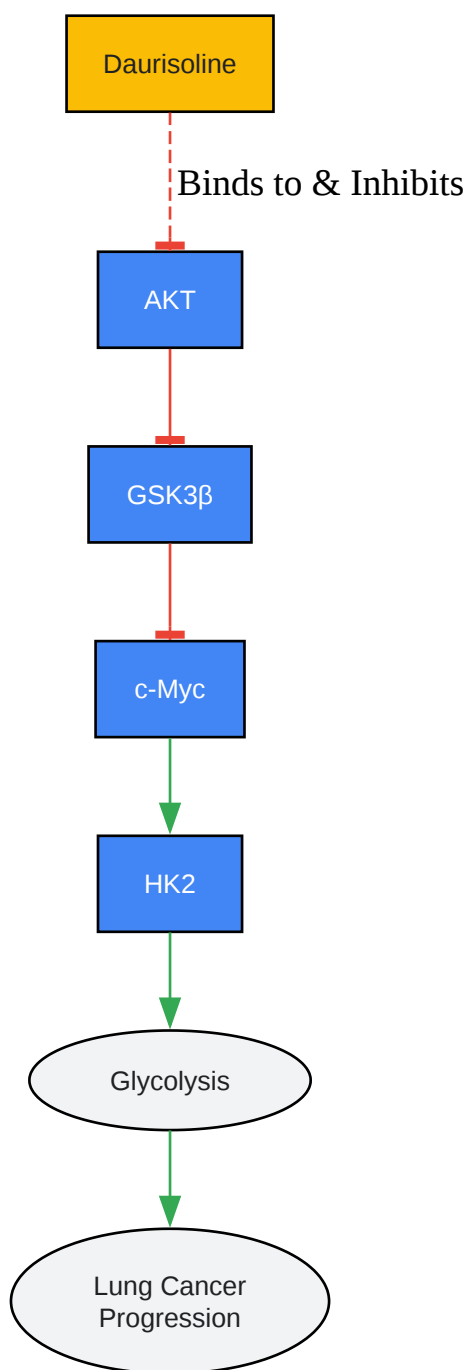 Daurisoline
Binds to & Inhibits
AKT
GSK3β
c-Myc
HK2
Glycolysis
Lung Cancer
Progression